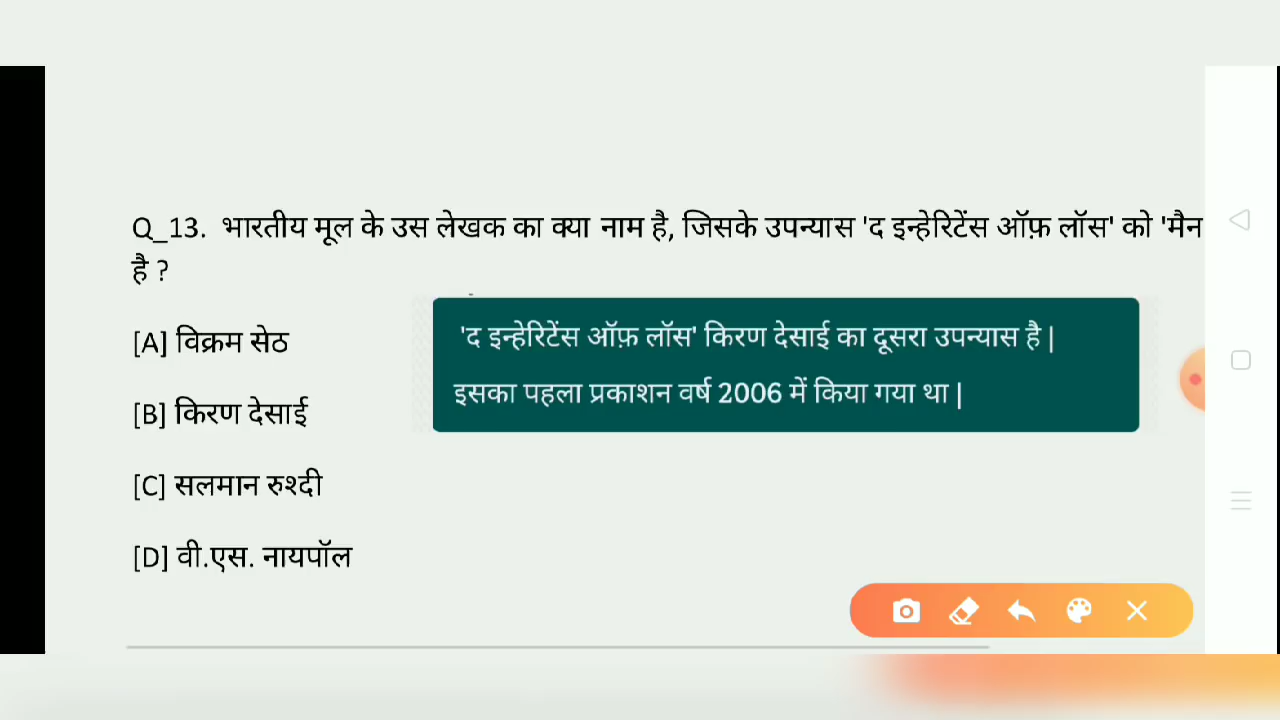 Q_13. भारतीय मूल के उस लेखक का क्या नाम है, जिसके उपन्यास 'द इन्हेरिटेंस ऑफ़ लॉस' को 'मैन
है ?
[A] विक्रम सेठ
'द इन्हेरिटेंस ऑफ़ लॉस' किरण देसाई का दूसरा उपन्यास है |
इसका पहला प्रकाशन वर्ष 2006 में किया गया था |
[B] किरण देसाई
[C] सलमान रुश्दी
[D] वी.एस. नायपॉल